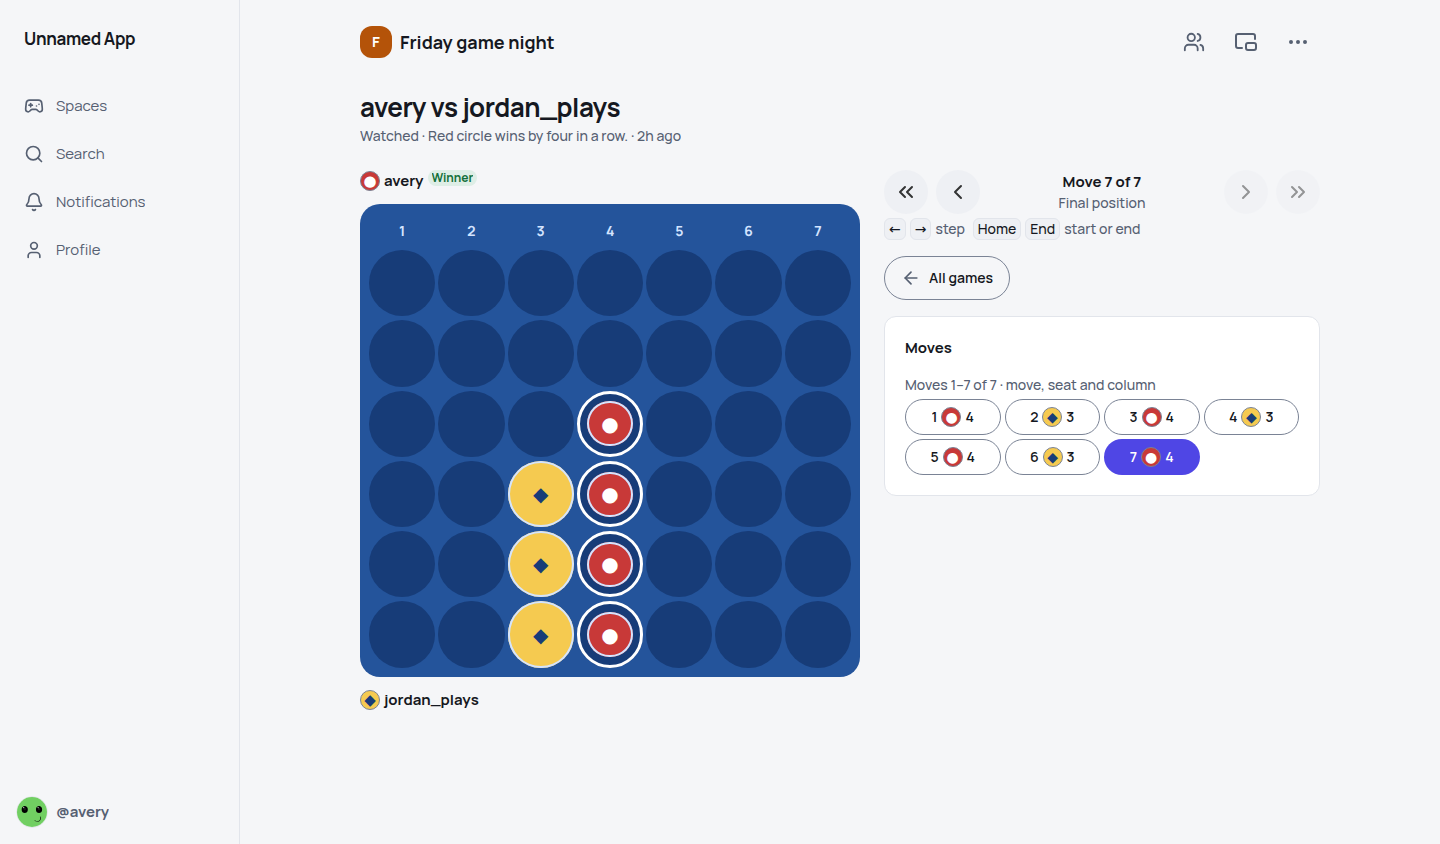 Unnamed App
Spaces
Search
Notifications
Profile
@avery
F Friday game night
avery vs jordan_plays
Watched · Red circle wins by four in a row. · 2h ago
avery Winner
1 2 3 4 5 6 7
jordan_plays
Move 7 of 7
Final position
← → step Home End start or end
All games
Moves
Moves 1–7 of 7 · move, seat and column
1 4 2 3 3 4 4 3
5 4 6 3 7 4